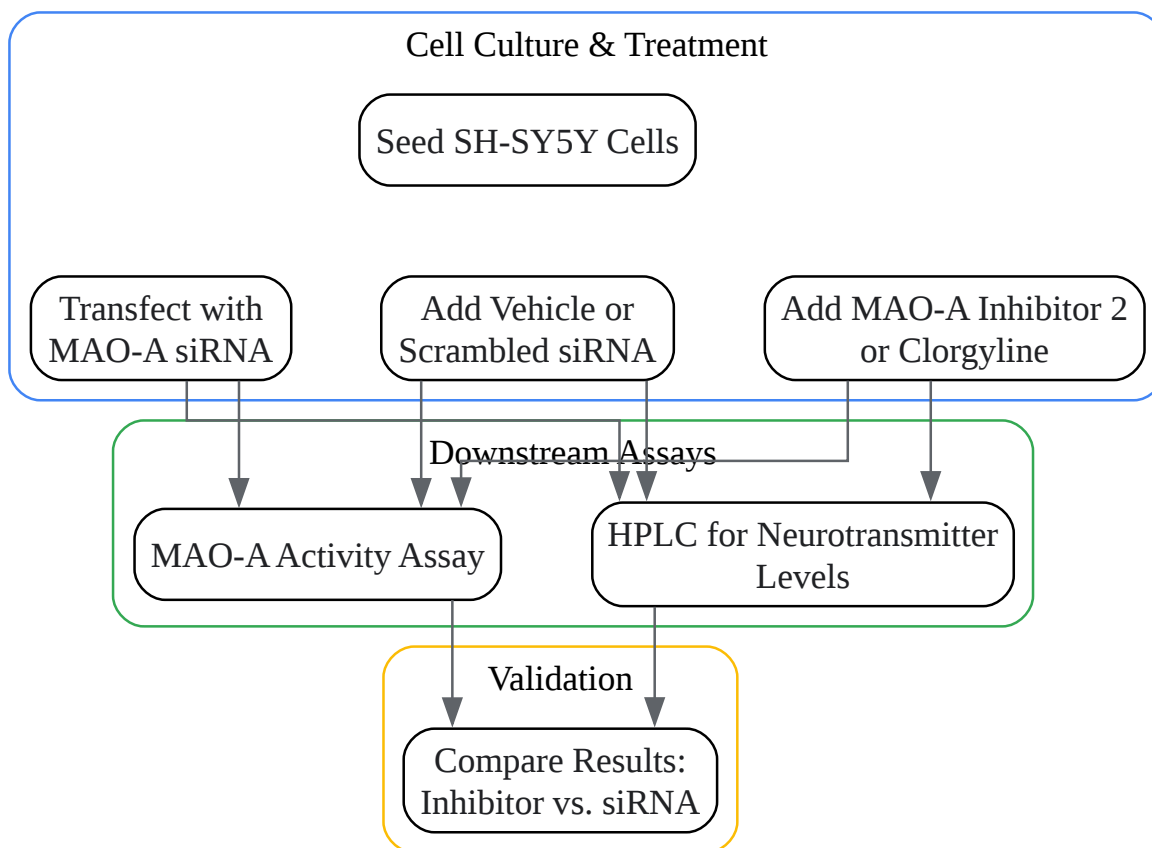 Cell Culture & Treatment
Seed SH-SY5Y Cells
Transfect with
MAO-A siRNA
Add Vehicle or
Scrambled siRNA
Add MAO-A Inhibitor 2
or Clorgyline
Downstream Assays
MAO-A Activity Assay
HPLC for Neurotransmitter
Levels
Validation
Compare Results:
Inhibitor vs. siRNA